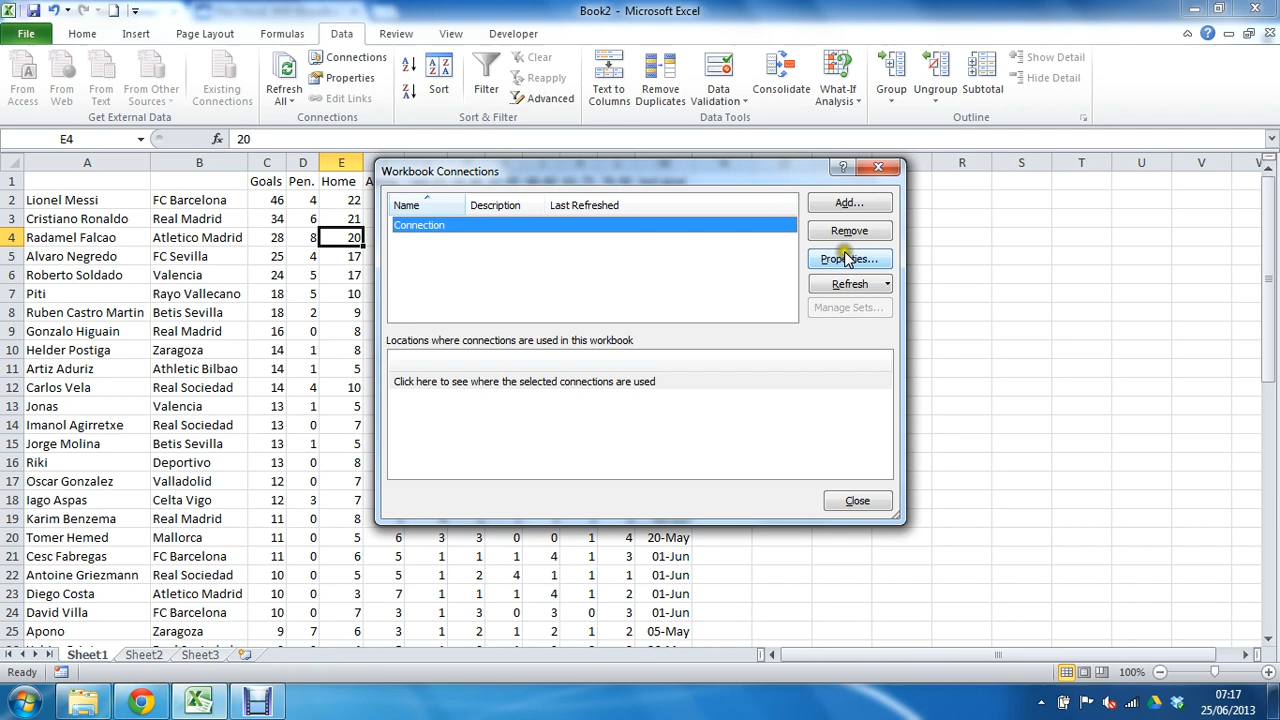 Book2 - Microsoft Excel
File Home Insert Page Layout Formulas Data Review View Developer
From Access From Web From Text From Other Sources Existing Connections
Get External Data
Refresh All Connections Properties Edit Links
Connections
Sort Filter Clear Reapply Advanced
Sort & Filter
Text to Columns Remove Duplicates Data Validation Consolidate What-If Analysis
Data Tools
Group Ungroup Subtotal Show Detail Hide Detail
Outline
E4 fx 20
A B C D E R S T U V
1 Goals Pen. Home
2 Lionel Messi FC Barcelona 46 4 22
3 Cristiano Ronaldo Real Madrid 34 6 21
4 Radamel Falcao Atletico Madrid 28 8 20
5 Alvaro Negredo FC Sevilla 25 4 17
6 Roberto Soldado Valencia 24 5 17
7 Piti Rayo Vallecano 18 5 10
8 Ruben Castro Martin Betis Sevilla 18 2 9
9 Gonzalo Higuain Real Madrid 16 0 8
10 Helder Postiga Zaragoza 14 1 8
11 Artiz Aduriz Athletic Bilbao 14 1 5
12 Carlos Vela Real Sociedad 14 4 10
13 Jonas Valencia 13 1 5
14 Imanol Agirretxe Real Sociedad 13 0 7
15 Jorge Molina Betis Sevilla 13 1 5
16 Riki Deportivo 13 0 8
17 Oscar Gonzalez Valladolid 12 0 7
18 Iago Aspas Celta Vigo 12 3 7
19 Karim Benzema Real Madrid 11 0 8
20 Tomer Hemed Mallorca 11 0 5 6 3 3 0 0 1 4 20-May
21 Cesc Fabregas FC Barcelona 11 0 6 5 1 1 1 4 1 3 01-Jun
22 Antoine Griezmann Real Sociedad 10 0 5 5 1 2 4 1 1 1 01-Jun
23 Diego Costa Atletico Madrid 10 0 3 7 1 1 1 4 1 2 01-Jun
24 David Villa FC Barcelona 10 0 7 3 1 3 0 3 0 3 01-Jun
25 Apono Zaragoza 9 7 6 3 1 2 1 2 1 2 05-May
Workbook Connections
Name Description Last Refreshed
Connection
Add...
Remove
Properties...
Refresh
Manage Sets...
Locations where connections are used in this workbook
Click here to see where the selected connections are used
Close
Sheet1 Sheet2 Sheet3
Ready 100%
07:17
25/06/2013